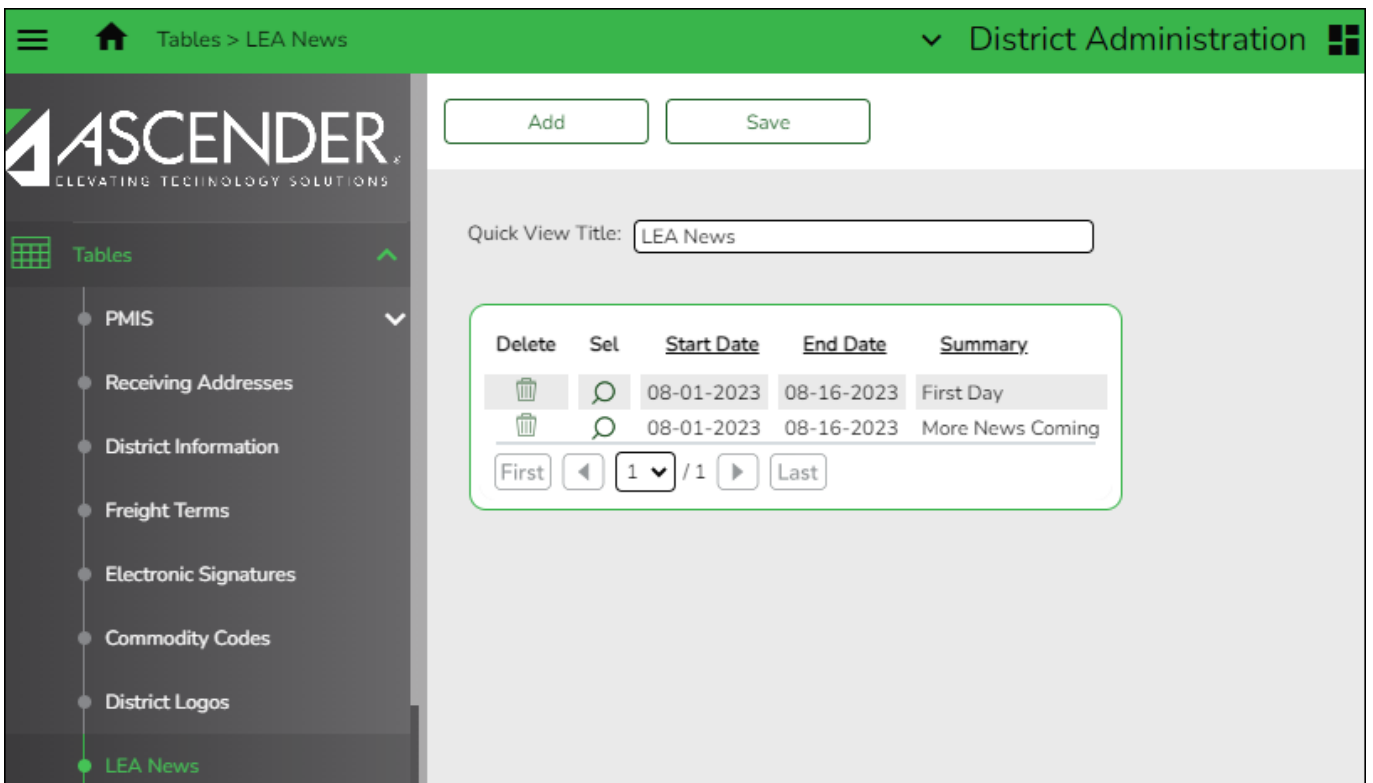 Tables > LEA News
District Administration
ASCENDER®
ELEVATING TECHNOLOGY SOLUTIONS
Tables
PMIS
Receiving Addresses
District Information
Freight Terms
Electronic Signatures
Commodity Codes
District Logos
LEA News
Add Save
Quick View Title: LEA News
Delete Sel Start Date End Date Summary
08-01-2023 08-16-2023 First Day
08-01-2023 08-16-2023 More News Coming
First 1 / 1 Last